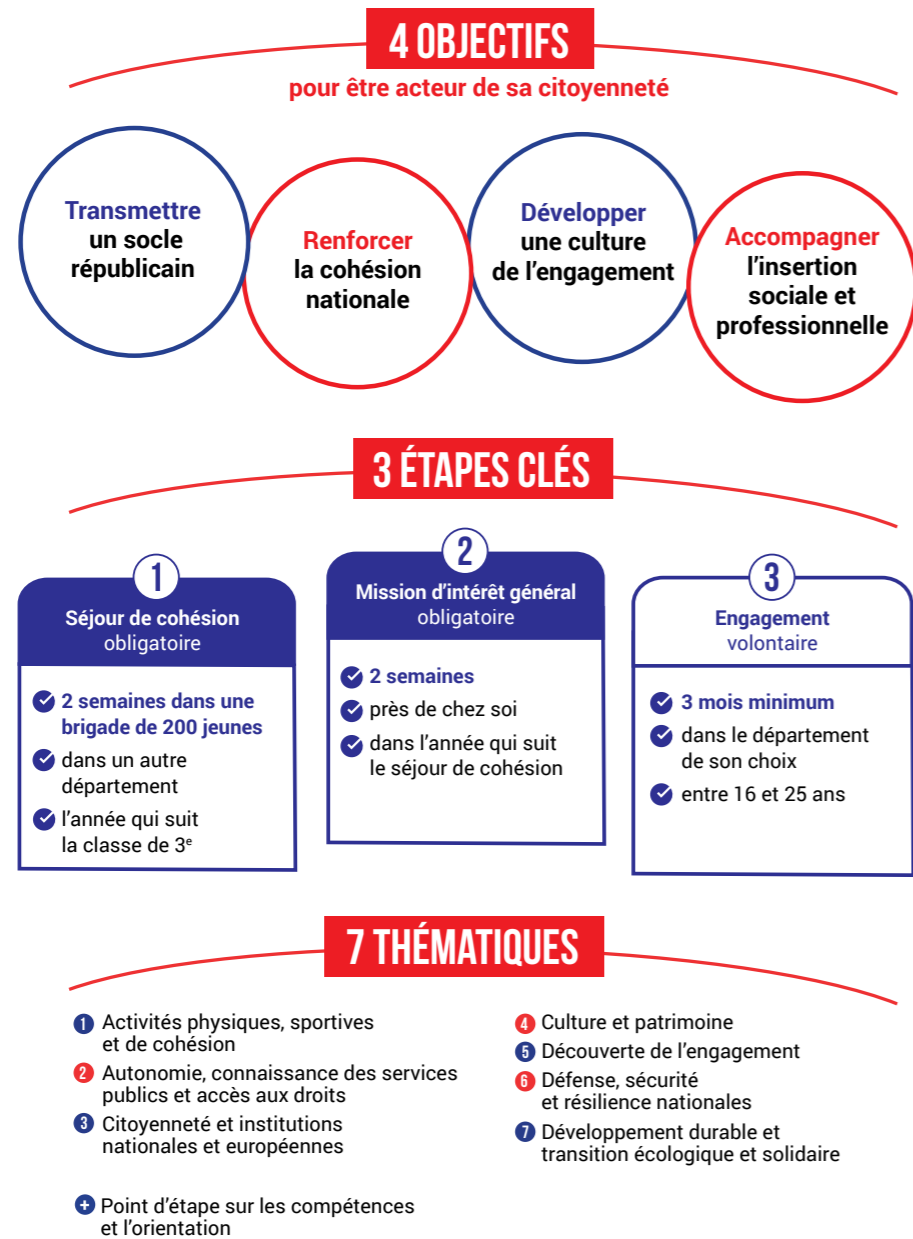 4 OBJECTIFS
pour être acteur de sa citoyenneté
Transmettre
un socle
républicain
Renforcer
la cohésion
nationale
Développer
une culture
de l'engagement
Accompagner
l'insertion
sociale et
professionnelle
3 ÉTAPES CLÉS
1
Séjour de cohésion
obligatoire
2 semaines dans une
brigade de 200 jeunes
dans un autre
département
l'année qui suit
la classe de 3e
2
Mission d'intérêt général
obligatoire
2 semaines
près de chez soi
dans l'année qui suit
le séjour de cohésion
3
Engagement
volontaire
3 mois minimum
dans le département
de son choix
entre 16 et 25 ans
7 THÉMATIQUES
1 Activités physiques, sportives
et de cohésion
2 Autonomie, connaissance des services
publics et accès aux droits
3 Citoyenneté et institutions
nationales et européennes
+ Point d'étape sur les compétences
et l'orientation
4 Culture et patrimoine
5 Découverte de l'engagement
6 Défense, sécurité
et résilience nationales
7 Développement durable et
transition écologique et solidaire